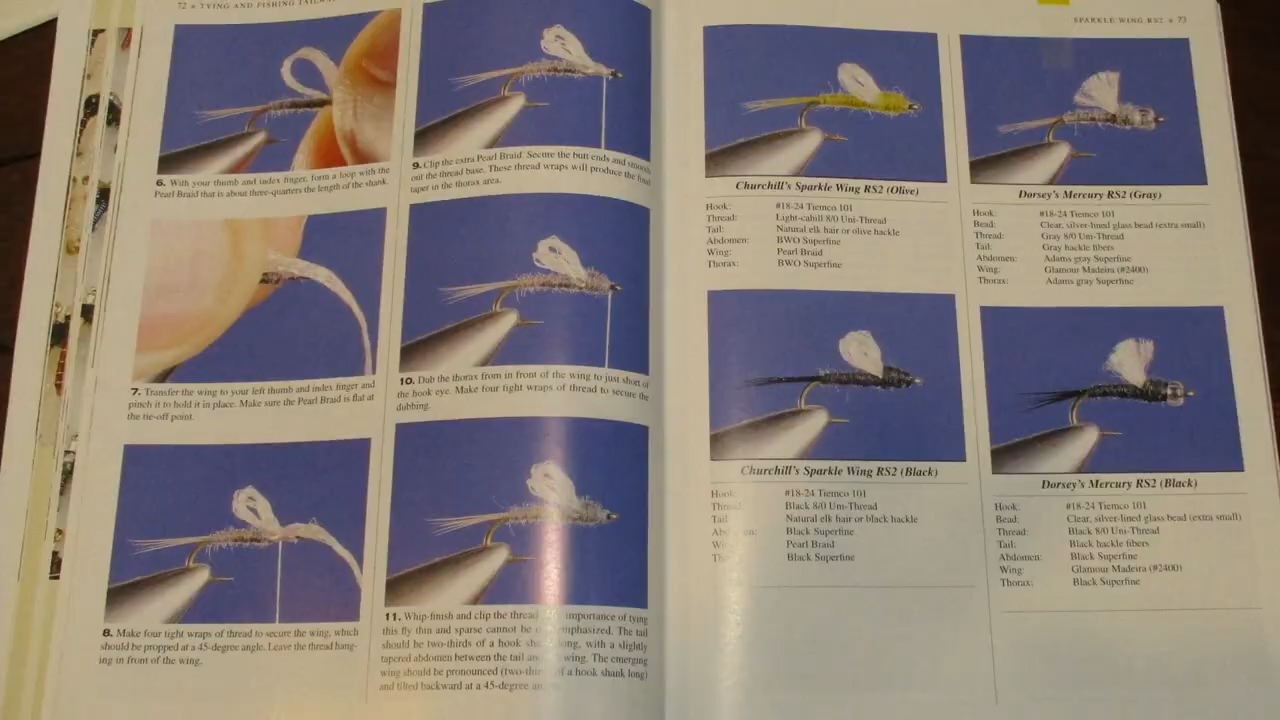 72 • TYING AND FISHING
6. With your thumb and index finger, form a loop with the
Pearl Braid that is about three-quarters the length of the shank.
7. Transfer the wing to your left thumb and index finger and
pinch it to hold it in place. Make sure the Pearl Braid is flat at
the tie-off point.
8. Make four tight wraps of thread to secure the wing, which
should be propped at a 45-degree angle. Leave the thread hang-
ing in front of the wing.
9. Clip the extra Pearl Braid. Secure the butt ends and smooth
out the thread base. These thread wraps will produce the final
taper in the thorax area.
10. Dub the thorax from in front of the wing to just short of
the hook eye. Make four tight wraps of thread to secure the
dubbing.
11. Whip-finish and clip the thread. importance of tying
this fly thin and sparse cannot be The tail
should be two-thirds of a hook long, with a slightly
tapered abdomen between the tail wing. The emerging
wing should be pronounced of a hook shank long)
and tilted backward at a 45-degree
SPARKLE WING RS2 • 73
Churchill's Sparkle Wing RS2 (Olive)
Hook: #18-24 Tiemco 101
Thread: Light-cahill 8/0 Uni-Thread
Tail: Natural elk hair or olive hackle
Abdomen: BWO Superfine
Wing: Pearl Braid
Thorax: BWO Superfine
Churchill's Sparkle Wing RS2 (Black)
Hook: #18-24 Tiemco 101
Thread: Black 8/0 Uni-Thread
Tail Natural elk hair or black hackle
Black Superfine
Pearl Braid
Black Superfine
Dorsey's Mercury RS2 (Gray)
Hook: #18-24 Tiemco 101
Bead: Clear, silver-lined glass bead (extra small)
Thread: Gray 8/0 Uni-Thread
Tail: Gray hackle fibers
Abdomen: Adams gray Superfine
Wing: Glamour Madeira (#2400)
Thorax: Adams gray Superfine
Dorsey's Mercury RS2 (Black)
Hook: #18-24 Tiemco 101
Bead: Clear, silver-lined glass bead (extra small)
Thread: Black 8/0 Uni-Thread
Tail: Black hackle fibers
Abdomen: Black Superfine
Wing: Glamour Madeira (#2400)
Thorax: Black Superfine